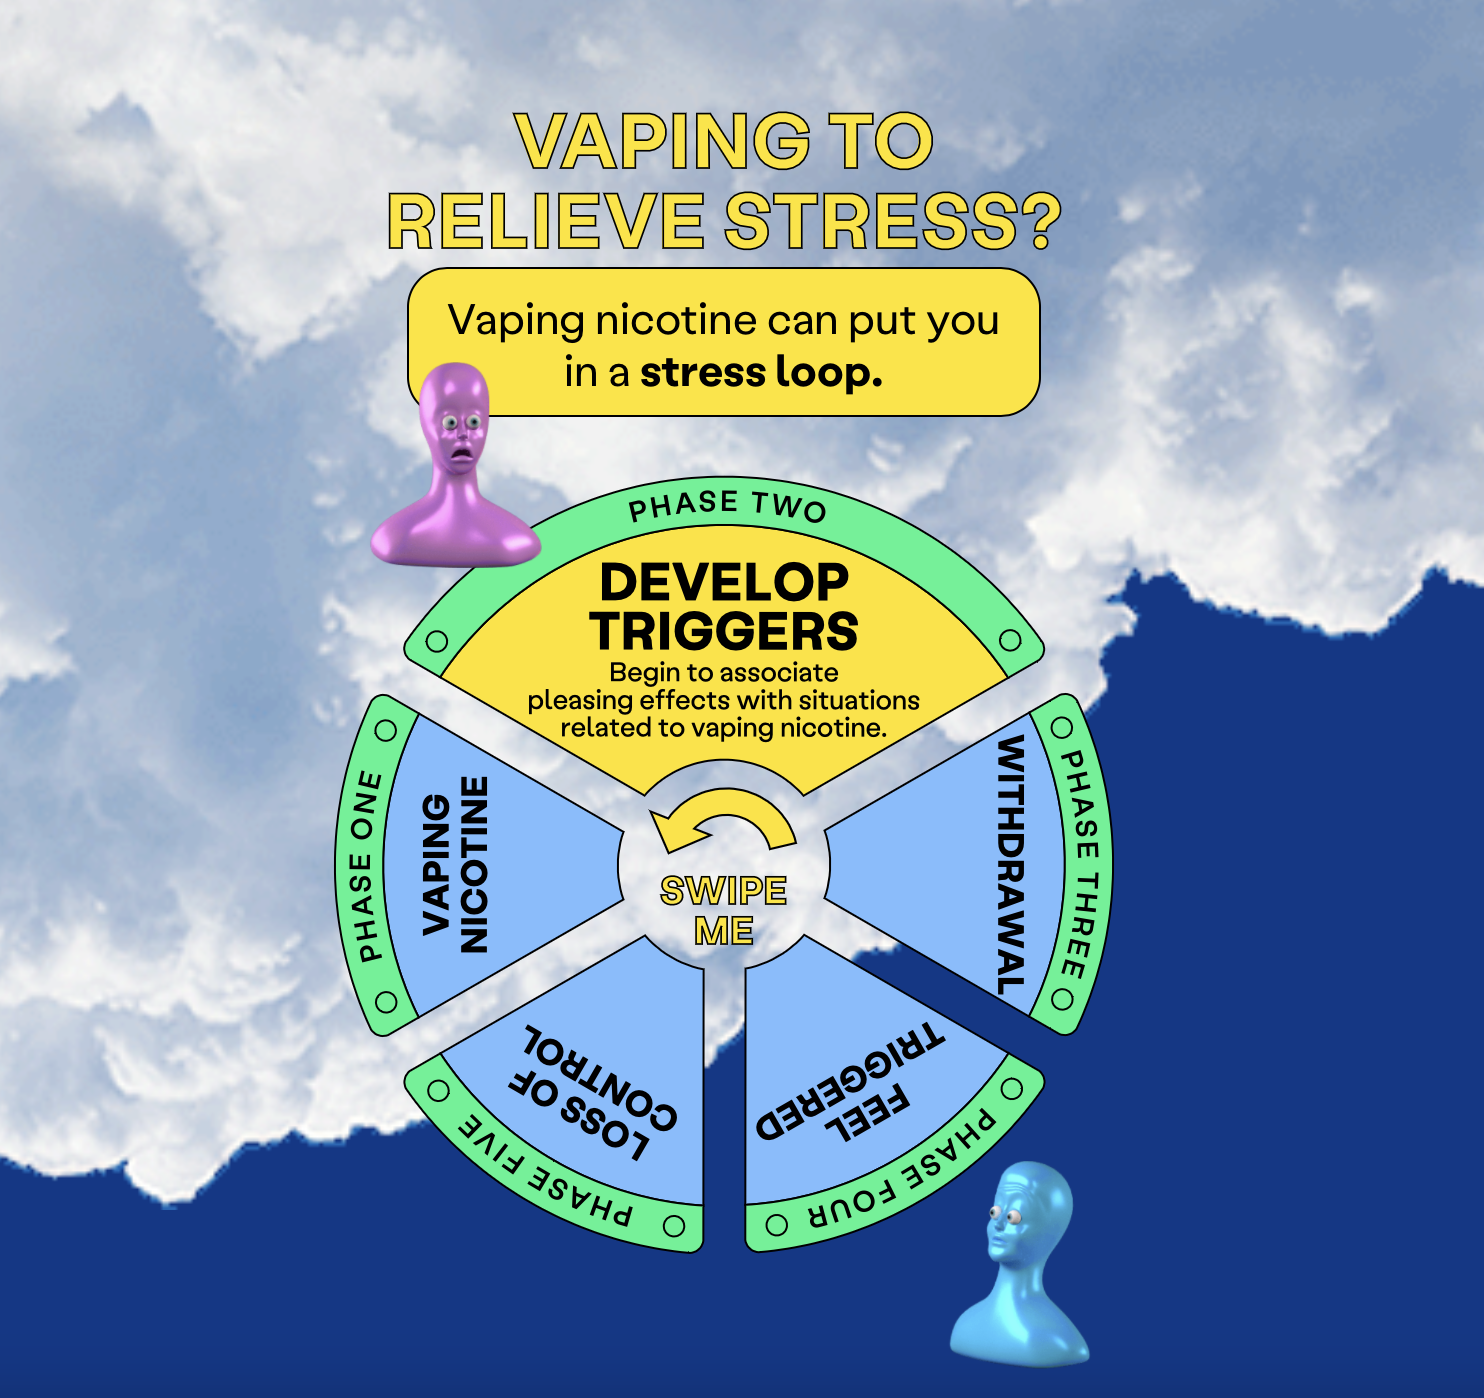 VAPING TO
RELIEVE STRESS?
Vaping nicotine can put you
in a stress loop.
PHASE TWO
DEVELOP
TRIGGERS
Begin to associate
pleasing effects with situations
related to vaping nicotine.
PHASE ONE
VAPING
NICOTINE
SWIPE
ME
WITHDRAWAL
PHASE THREE
LOSS OF
CONTROL
PHASE FIVE
FEEL
TRIGGERED
PHASE FOUR